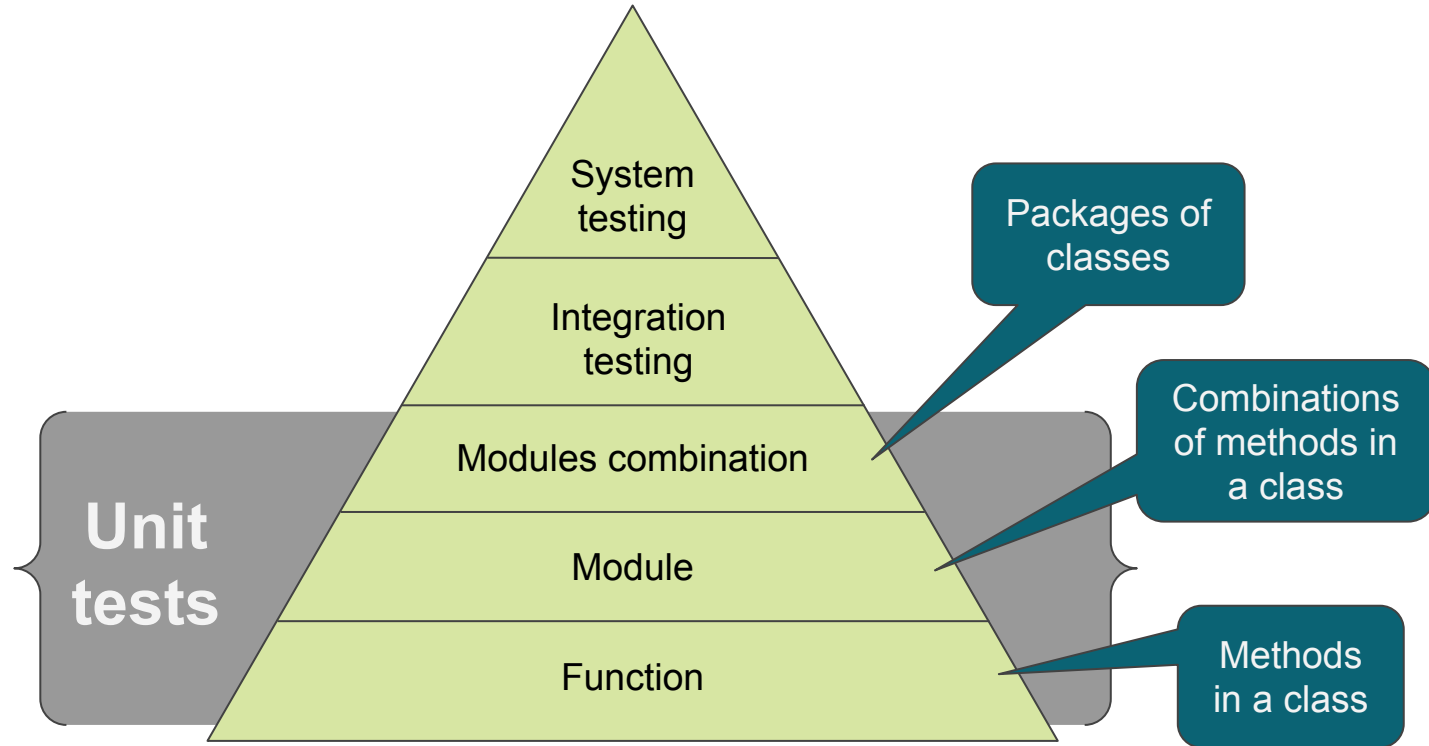 System
testing
Packages of
classes
Integration
testing
Combinations
of methods in
a class
Modules combination
Unit
tests
Module
Function
Methods
in a class